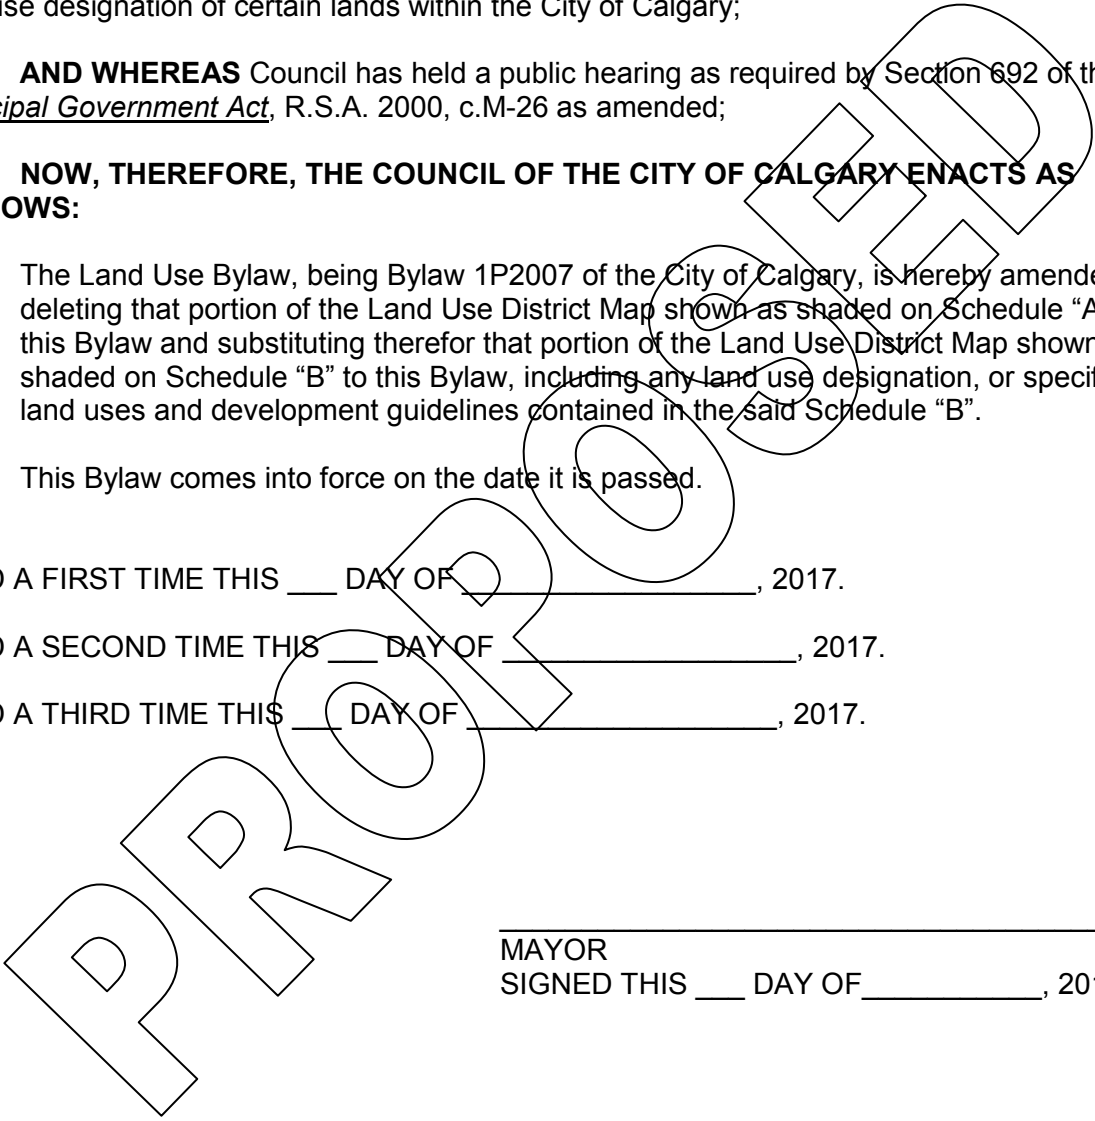 use designation of certain lands within the City of Calgary;
AND WHEREAS Council has held a public hearing as required by Section 692 of th
cipal Government Act, R.S.A. 2000, c.M-26 as amended;
NOW, THEREFORE, THE COUNCIL OF THE CITY OF CALGARY ENACTS AS
OWS:
The Land Use Bylaw, being Bylaw 1P2007 of the City of Calgary, is hereby amende
deleting that portion of the Land Use District Map shown as shaded on Schedule “A
this Bylaw and substituting therefor that portion of the Land Use District Map shown
shaded on Schedule “B” to this Bylaw, including any land use designation, or specif
land uses and development guidelines contained in the said Schedule “B”.
This Bylaw comes into force on the date it is passed.
D A FIRST TIME THIS ___ DAY OF __________________, 2017.
D A SECOND TIME THIS ___ DAY OF __________________, 2017.
D A THIRD TIME THIS ___ DAY OF ___________________, 2017.
MAYOR
SIGNED THIS ___ DAY OF___________, 201
PROPOSED